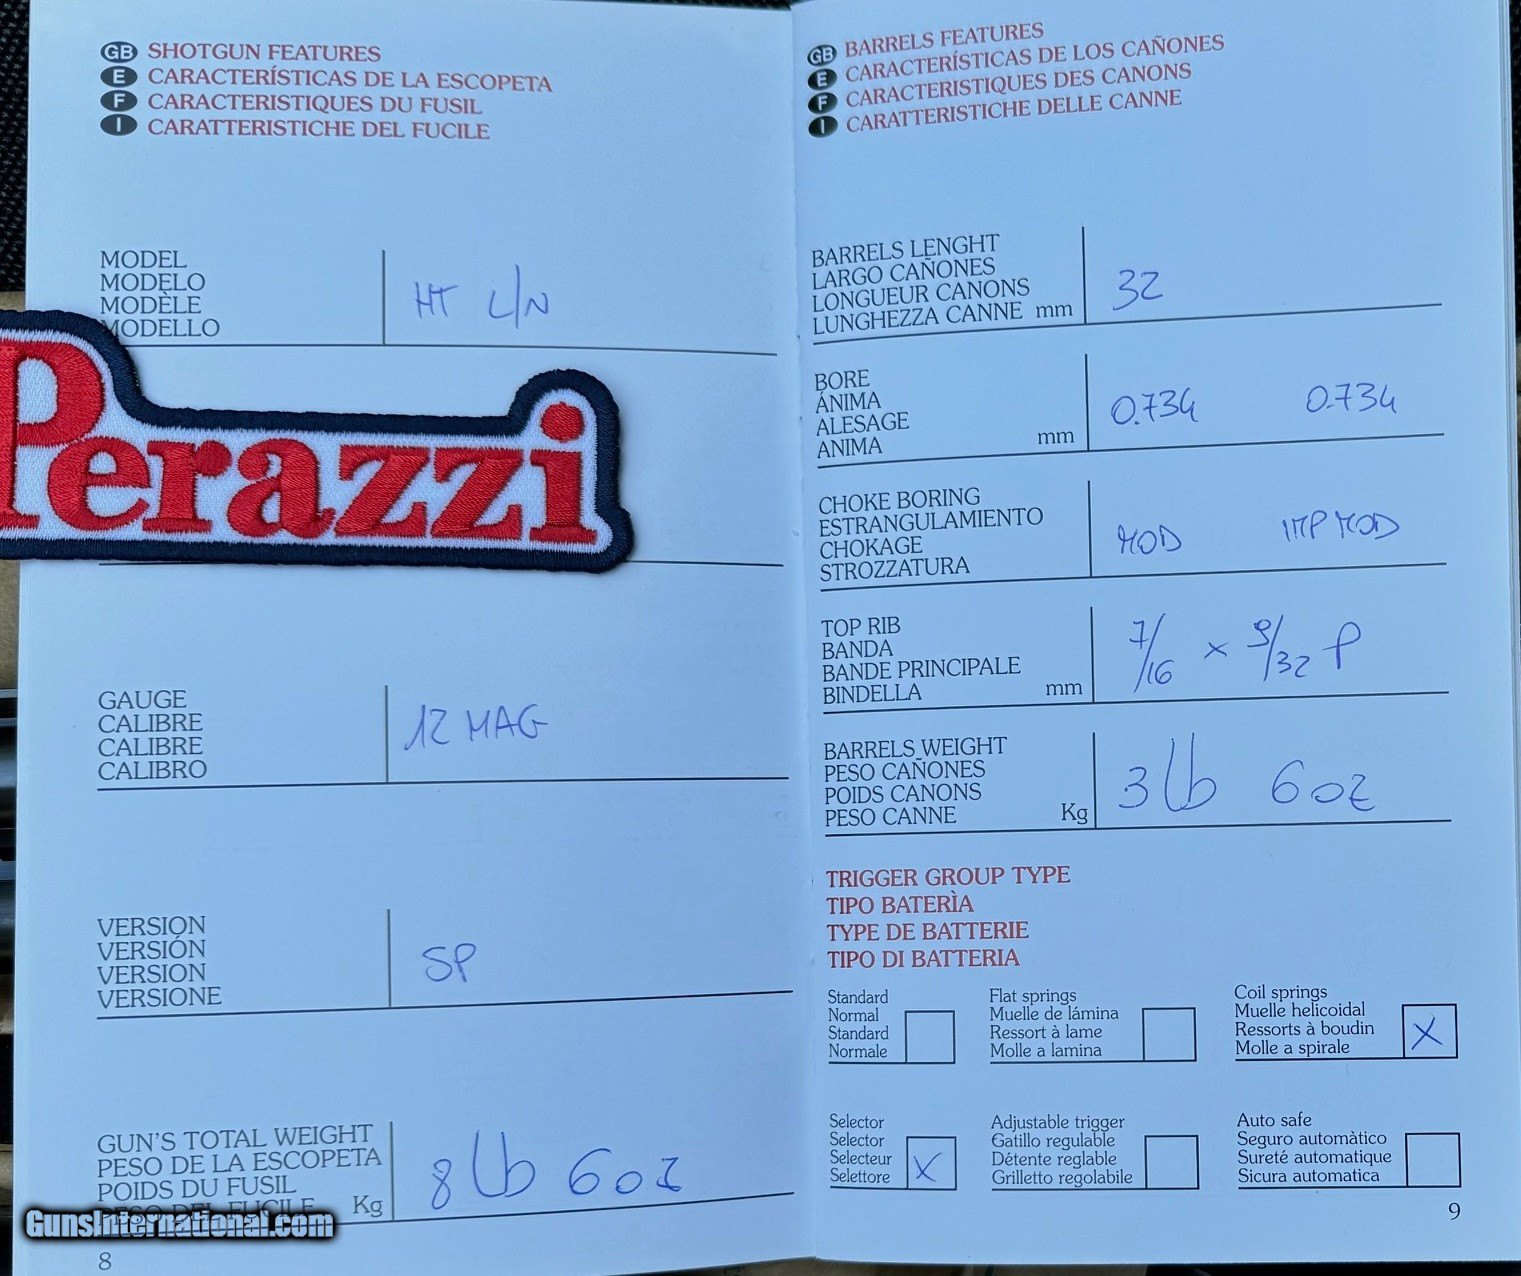 GB SHOTGUN FEATURES
E CARACTERÍSTICAS DE LA ESCOPETA
F CARACTERISTIQUES DU FUSIL
I CARATTERISTICHE DEL FUCILE
MODEL
MODELO
MODÈLE
MODELLO
HT L/N
Perazzi
GAUGE
CALIBRE
CALIBRE
CALIBRO
12 MAG
VERSION
VERSIÓN
VERSION
VERSIONE
SP
GUN'S TOTAL WEIGHT
PESO DE LA ESCOPETA
POIDS DU FUSIL
PESO DEL FUCILE Kg
8 lb 6 oz
GunsInternational.com
8
GB BARRELS FEATURES
E CARACTERÍSTICAS DE LOS CAÑONES
F CARACTERISTIQUES DES CANONS
I CARATTERISTICHE DELLE CANNE
BARRELS LENGHT
LARGO CAÑONES
LONGUEUR CANONS
LUNGHEZZA CANNE mm
32
BORE
ÁNIMA
ALESAGE
ANIMA mm
0.734 0.734
CHOKE BORING
ESTRANGULAMIENTO
CHOKAGE
STROZZATURA
MOD IMP MOD
TOP RIB
BANDA
BANDE PRINCIPALE
BINDELLA mm
7/16 x 9/32 P
BARRELS WEIGHT
PESO CAÑONES
POIDS CANONS
PESO CANNE Kg
3 lb 6 oz
TRIGGER GROUP TYPE
TIPO BATERÌA
TYPE DE BATTERIE
TIPO DI BATTERIA
Standard
Normal
Standard
Normale
Flat springs
Muelle de lámina
Ressort à lame
Molle a lamina
Coil springs
Muelle helicoidal
Ressorts à boudin
Molle a spirale
X
Selector
Selector
Selecteur
Selettore
X
Adjustable trigger
Gatillo regulable
Détente reglable
Grilletto regolabile
Auto safe
Seguro automàtico
Sureté automatique
Sicura automatica
9